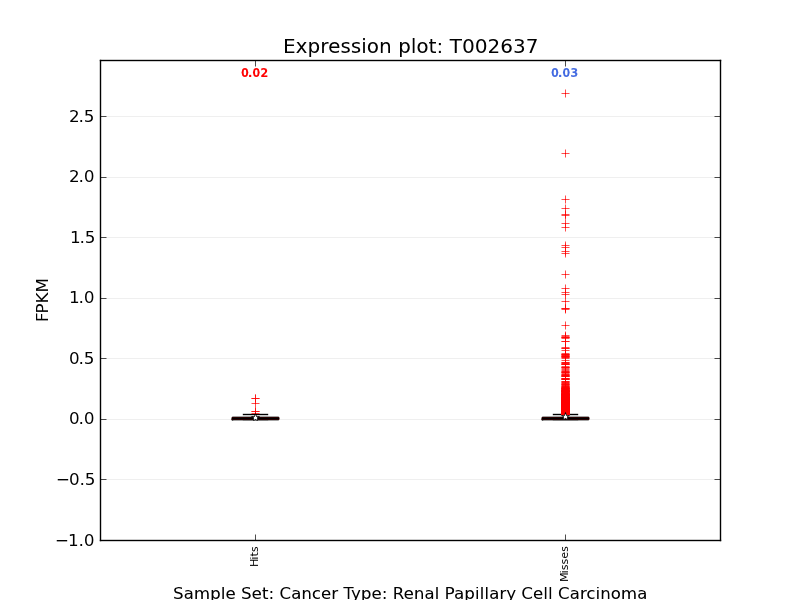 Expression plot: T002637
0.02
0.03
2.5
2.0
1.5
1.0
0.5
0.0
−0.5
−1.0
FPKM
Hits
Misses
Sample Set: Cancer Type: Renal Papillary Cell Carcinoma